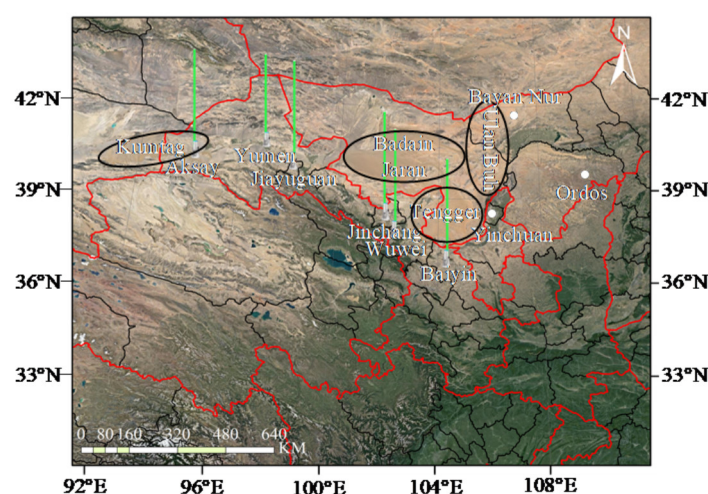 N
42°N
39°N
36°N
33°N
42°N
39°N
36°N
33°N
Bayan Nur
Ulan Buh
Kumtag
Aksay
Yumen
Jiayuguan
Badain
Jaran
Tengger
Ordos
Jinchang
Wuwei
Yinchuan
Baiyin
0 80 160 320 480 640
KM
92°E 96°E 100°E 104°E 108°E